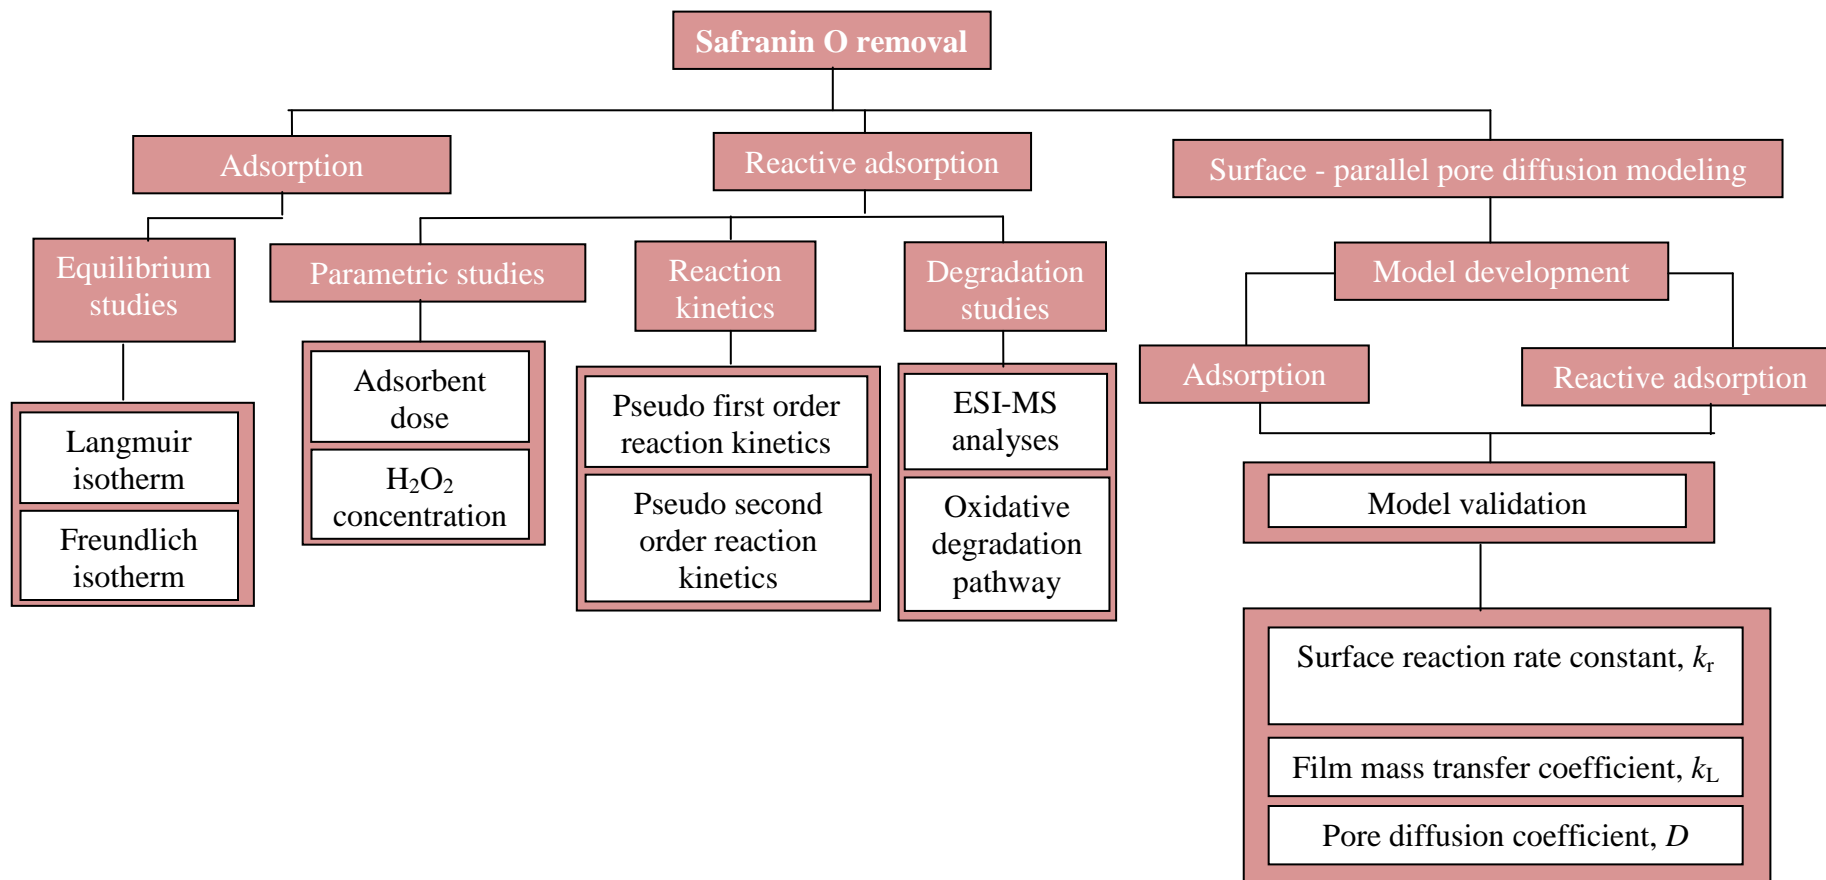 Safranin O removal
Adsorption
Reactive adsorption
Surface - parallel pore diffusion modeling
Equilibrium
studies
Parametric studies
Reaction
kinetics
Degradation
studies
Model development
Langmuir
isotherm
Freundlich
isotherm
Adsorbent
dose
H₂O₂
concentration
Pseudo first order
reaction kinetics
Pseudo second
order reaction
kinetics
ESI-MS
analyses
Oxidative
degradation
pathway
Adsorption
Reactive adsorption
Model validation
Surface reaction rate constant, kr
Film mass transfer coefficient, kL
Pore diffusion coefficient, D